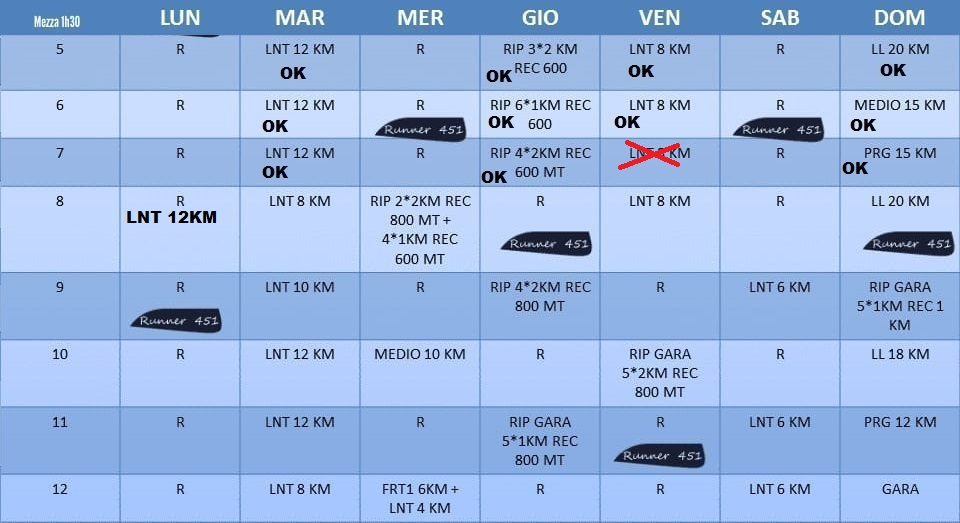 Mezza 1h30 LUN MAR MER GIO VEN SAB DOM
5 R LNT 12 KM R RIP 3*2 KM LNT 8 KM R LL 20 KM
OK OK REC 600 OK OK
6 R LNT 12 KM R RIP 6*1KM REC LNT 8 KM R MEDIO 15 KM
OK Runner 451 OK 600 OK Runner 451 OK
7 R LNT 12 KM R RIP 4*2KM REC LNT 8 KM R PRG 15 KM
OK OK 600 MT OK
8 R LNT 8 KM RIP 2*2KM REC R LNT 8 KM R LL 20 KM
LNT 12KM 800 MT +
4*1KM REC Runner 451 Runner 451
600 MT
9 R LNT 10 KM R RIP 4*2KM REC R LNT 6 KM RIP GARA
800 MT 5*1KM REC 1
Runner 451 KM
10 R LNT 12 KM MEDIO 10 KM R RIP GARA R LL 18 KM
5*2KM REC
800 MT
11 R LNT 12 KM R RIP GARA R LNT 6 KM PRG 12 KM
5*1KM REC
800 MT Runner 451
12 R LNT 8 KM FRT1 6KM + R R LNT 6 KM GARA
LNT 4 KM